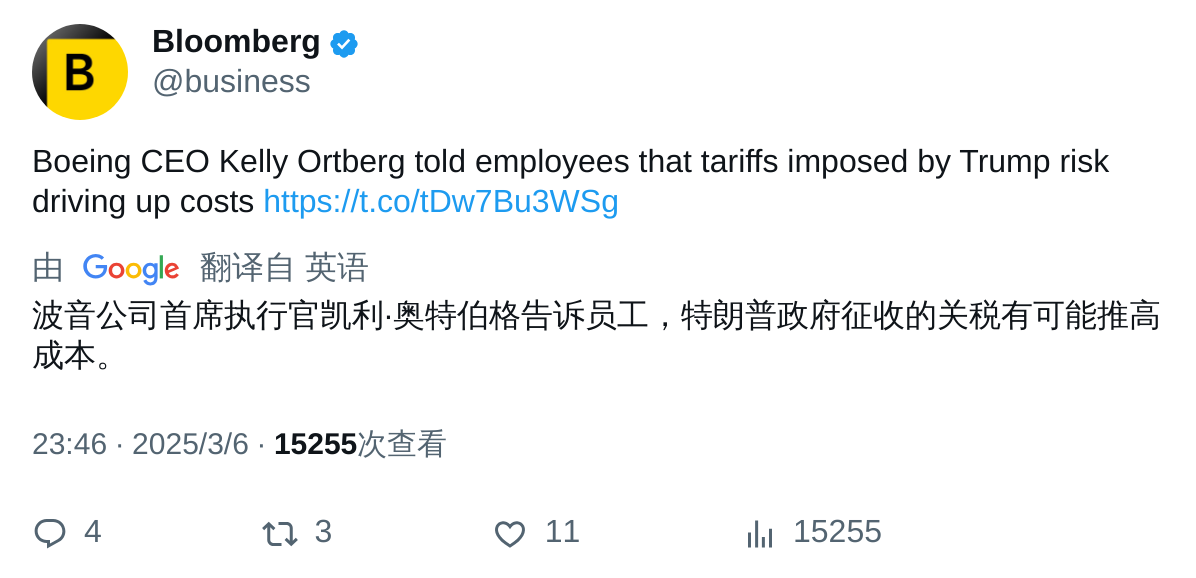 B
Bloomberg
@business
Boeing CEO Kelly Ortberg told employees that tariffs imposed by Trump risk
driving up costs https://t.co/tDw7Bu3WSg
由 Google 翻译自 英语
波音公司首席执行官凯利·奥特伯格告诉员工，特朗普政府征收的关税有可能推高
成本。
23:46 · 2025/3/6 · 15255次查看
4 3 11 15255